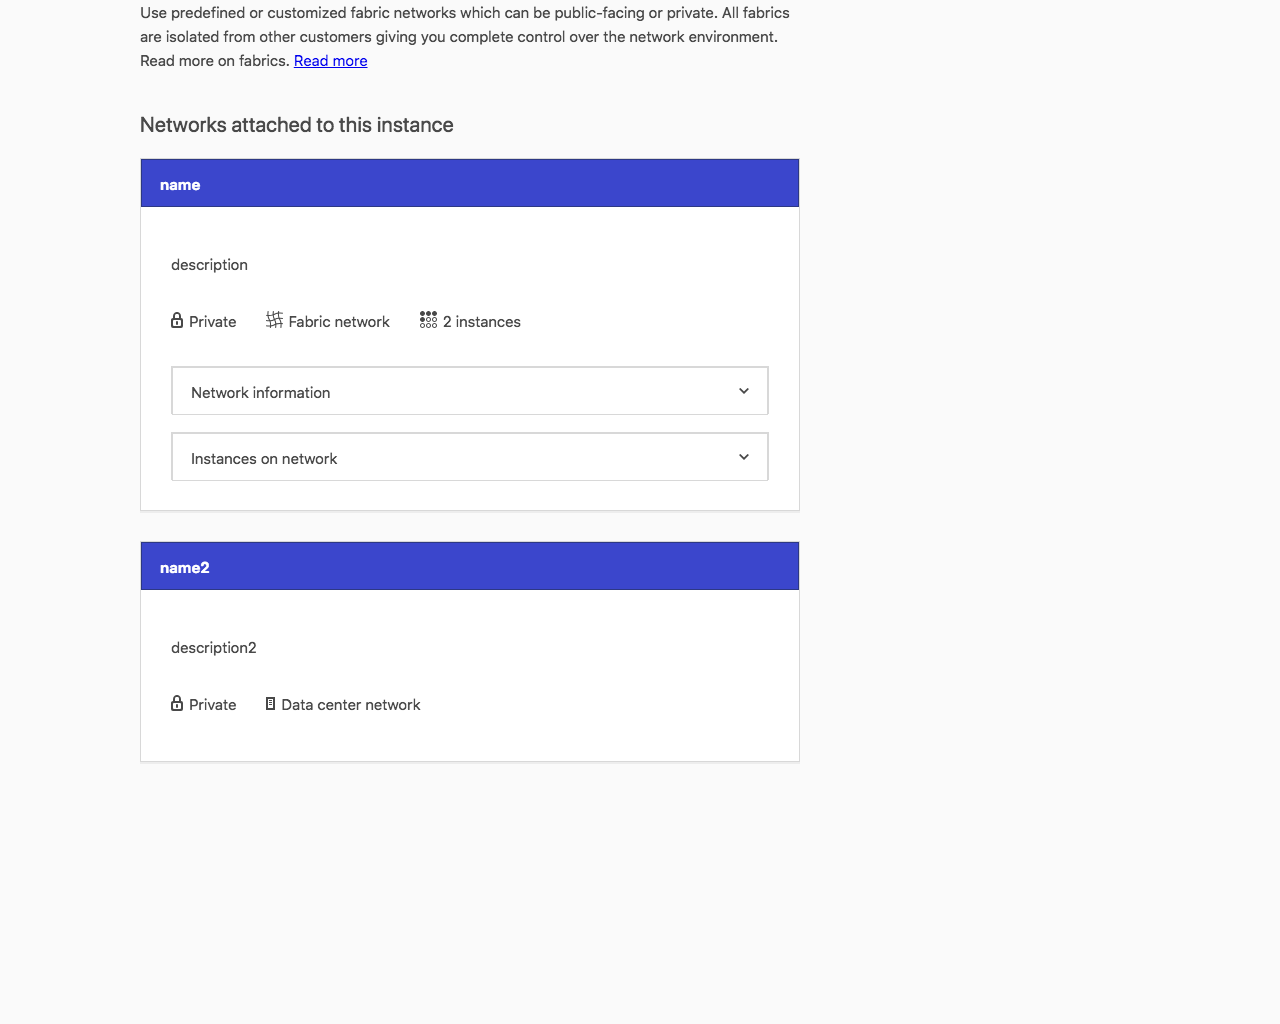 Use predefined or customized fabric networks which can be public-facing or private. All fabrics
are isolated from other customers giving you complete control over the network environment.
Read more on fabrics. Read more
Networks attached to this instance
name
description
Private Fabric network 2 instances
Network information
Instances on network
name2
description2
Private Data center network